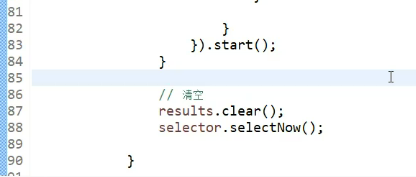 81
82 }
83 }).start();
84 }
85
86 // 清空
87 results.clear();
88 selector.selectNow();
89
90 }